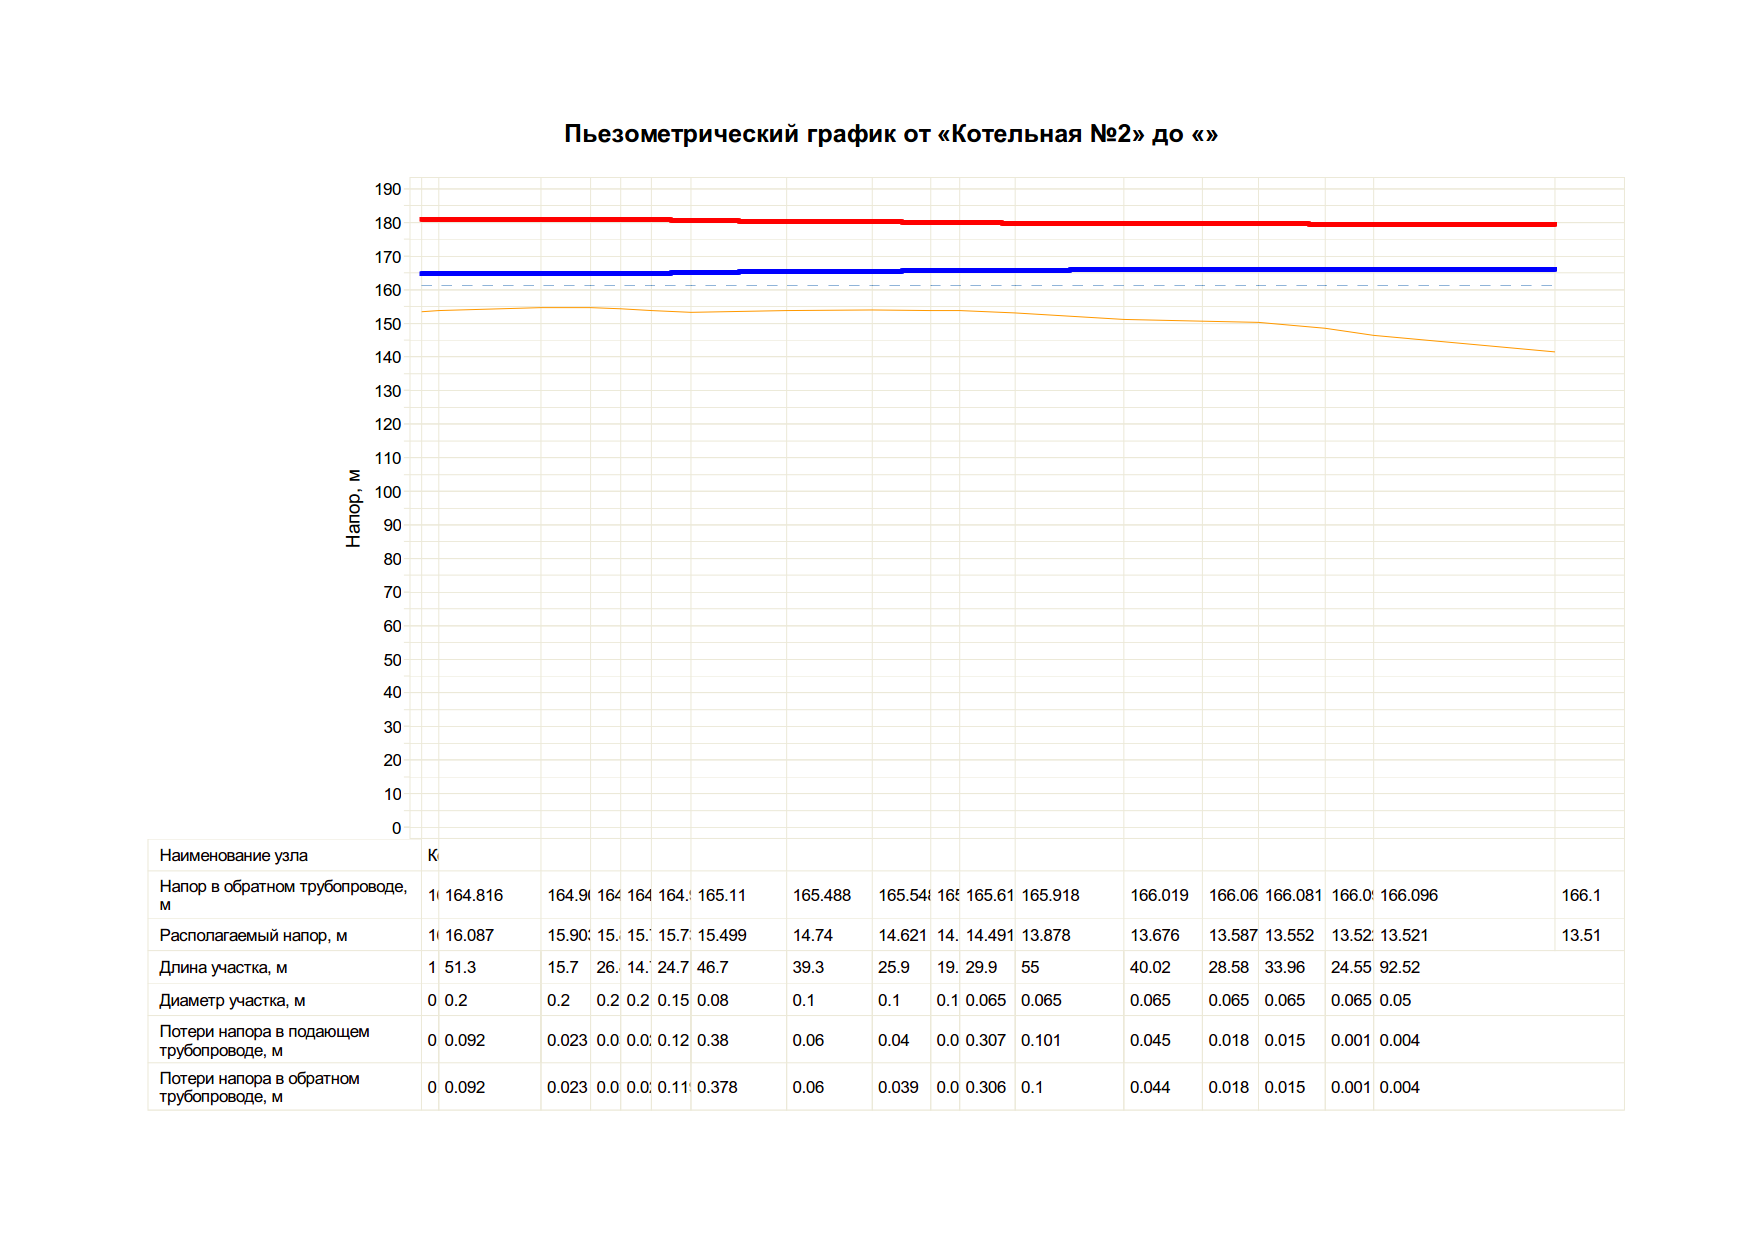 Пьезометрический график от «Котельная №2» до «»
190
180
170
160
150
140
130
120
110
100
90
80
70
60
50
40
30
20
10
0
Напор, м
Наименование узла
Напор в обратном трубопроводе, м 164.816 165.11 165.488 165.61 165.918 166.019 166.06 166.081 166.096 166.1
Располагаемый напор, м 16.087 15.499 14.74 14.621 14.491 13.878 13.676 13.587 13.552 13.521 13.51
Длина участка, м 51.3 15.7 24.7 46.7 39.3 25.9 29.9 55 40.02 28.58 33.96 24.55 92.52
Диаметр участка, м 0.2 0.2 0.2 0.2 0.15 0.08 0.1 0.1 0.1 0.065 0.065 0.065 0.065 0.065 0.065 0.05
Потери напора в подающем
трубопроводе, м 0.092 0.023 0.12 0.38 0.06 0.04 0.307 0.101 0.045 0.018 0.015 0.001 0.004
Потери напора в обратном
трубопроводе, м 0.092 0.023 0.378 0.06 0.039 0.306 0.1 0.044 0.018 0.015 0.001 0.004